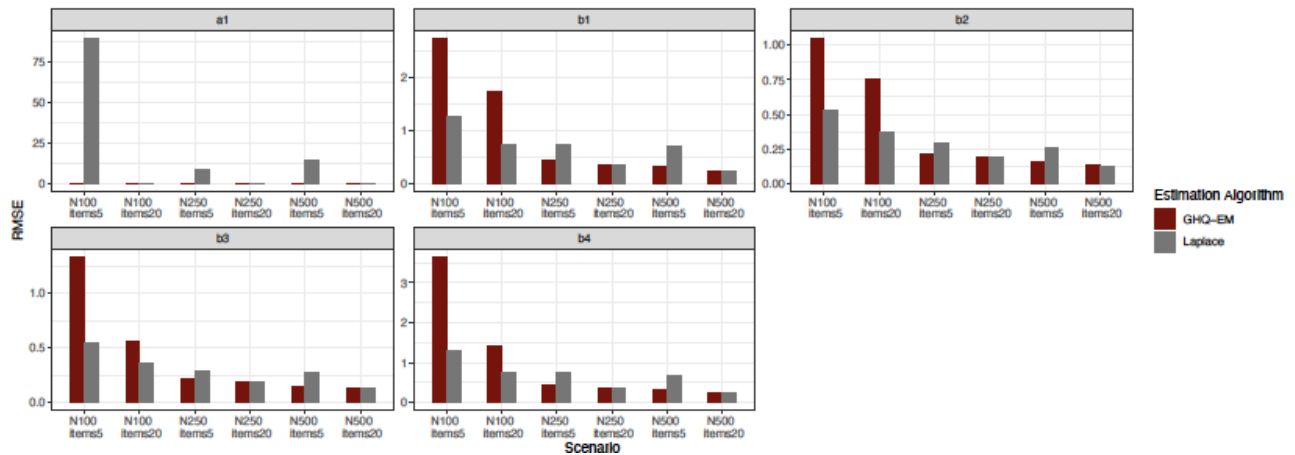 a1
b1
b2
75
50
25
0
2
1
0
1.00
0.75
0.50
0.25
0.00
N100 N100 N250 N250 N500 N500
items5 items20 items5 items20 items5 items20
N100 N100 N250 N250 N500 N500
items5 items20 items5 items20 items5 items20
N100 N100 N250 N250 N500 N500
items5 items20 items5 items20 items5 items20
RMSE
Estimation Algorithm
GHQ-EM
Laplace
b3
b4
1.0
0.5
0.0
3
2
1
0
N100 N100 N250 N250 N500 N500
items5 items20 items5 items20 items5 items20
N100 N100 N250 N250 N500 N500
items5 items20 items5 items20 items5 items20
Scenario